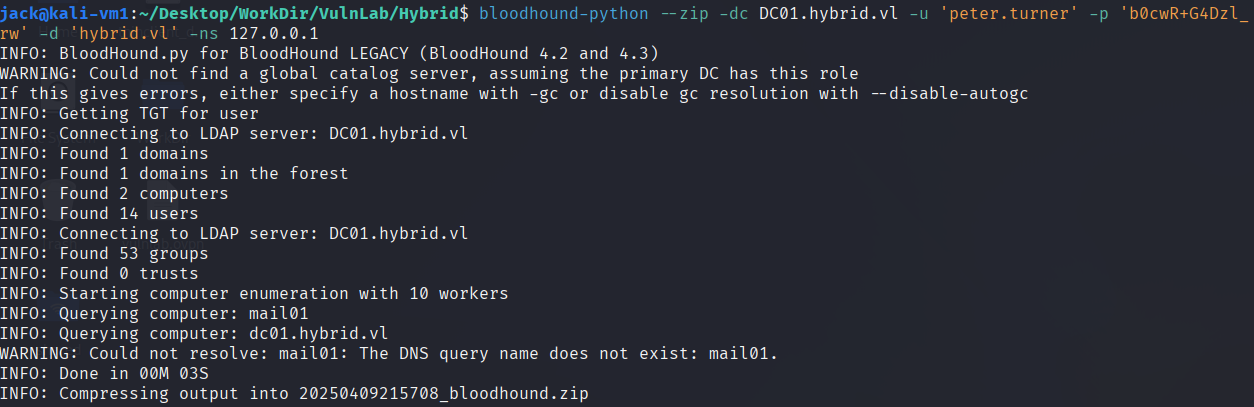 jack@kali-vm1:~/Desktop/WorkDir/VulnLab/Hybrid$ bloodhound-python --zip -dc DC01.hybrid.vl -u 'peter.turner' -p 'b0cwR+G4Dzl_
rw' -d 'hybrid.vl' -ns 127.0.0.1
INFO: BloodHound.py for BloodHound LEGACY (BloodHound 4.2 and 4.3)
WARNING: Could not find a global catalog server, assuming the primary DC has this role
If this gives errors, either specify a hostname with -gc or disable gc resolution with --disable-autogc
INFO: Getting TGT for user
INFO: Connecting to LDAP server: DC01.hybrid.vl
INFO: Found 1 domains
INFO: Found 1 domains in the forest
INFO: Found 2 computers
INFO: Found 14 users
INFO: Connecting to LDAP server: DC01.hybrid.vl
INFO: Found 53 groups
INFO: Found 0 trusts
INFO: Starting computer enumeration with 10 workers
INFO: Querying computer: mail01
INFO: Querying computer: dc01.hybrid.vl
WARNING: Could not resolve: mail01: The DNS query name does not exist: mail01.
INFO: Done in 00M 03S
INFO: Compressing output into 20250409215708_bloodhound.zip